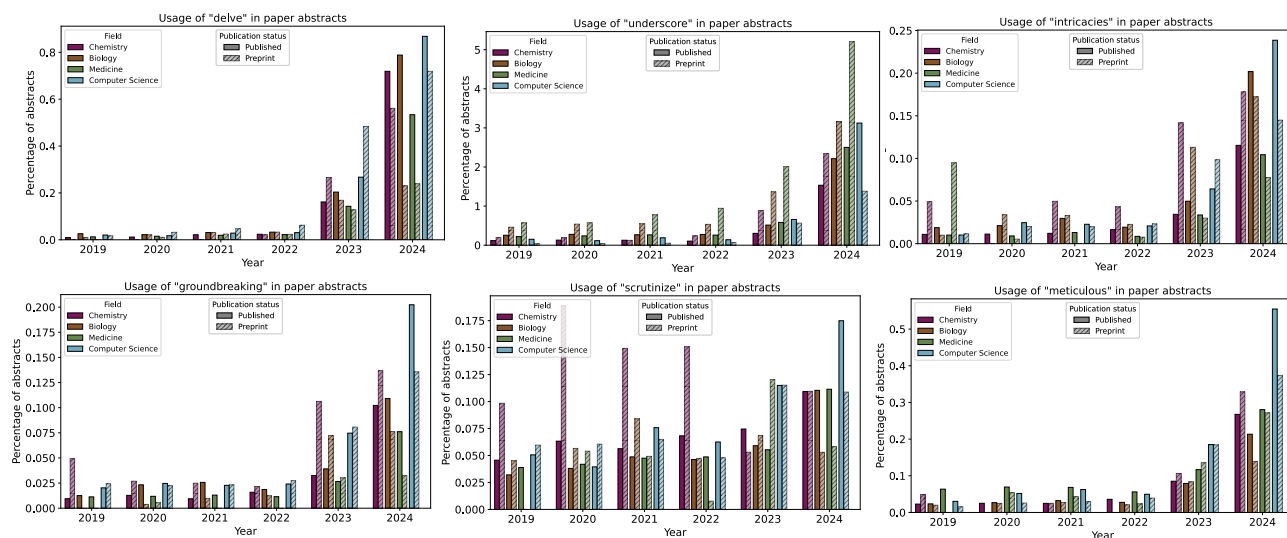 Usage of "delve" in paper abstracts
Field
Chemistry
Biology
Medicine
Computer Science
Publication status
Published
Preprint
Percentage of abstracts
0.8
0.6
0.4
0.2
0.0
2019 2020 2021 2022 2023 2024
Year
Usage of "underscore" in paper abstracts
Field
Chemistry
Biology
Medicine
Computer Science
Publication status
Published
Preprint
Percentage of abstracts
5
4
3
2
1
0
2019 2020 2021 2022 2023 2024
Year
Usage of "intricacies" in paper abstracts
Field
Chemistry
Biology
Medicine
Computer Science
Publication status
Published
Preprint
Percentage of abstracts
0.25
0.20
0.15
0.10
0.05
0.00
2019 2020 2021 2022 2023 2024
Year
Usage of "groundbreaking" in paper abstracts
Field
Chemistry
Biology
Medicine
Computer Science
Publication status
Published
Preprint
Percentage of abstracts
0.200
0.175
0.150
0.125
0.100
0.075
0.050
0.025
0.000
2019 2020 2021 2022 2023 2024
Year
Usage of "scrutinize" in paper abstracts
Field
Chemistry
Biology
Medicine
Computer Science
Publication status
Published
Preprint
Percentage of abstracts
0.175
0.150
0.125
0.100
0.075
0.050
0.025
0.000
2019 2020 2021 2022 2023 2024
Year
Usage of "meticulous" in paper abstracts
Field
Chemistry
Biology
Medicine
Computer Science
Publication status
Published
Preprint
Percentage of abstracts
0.5
0.4
0.3
0.2
0.1
0.0
2019 2020 2021 2022 2023 2024
Year